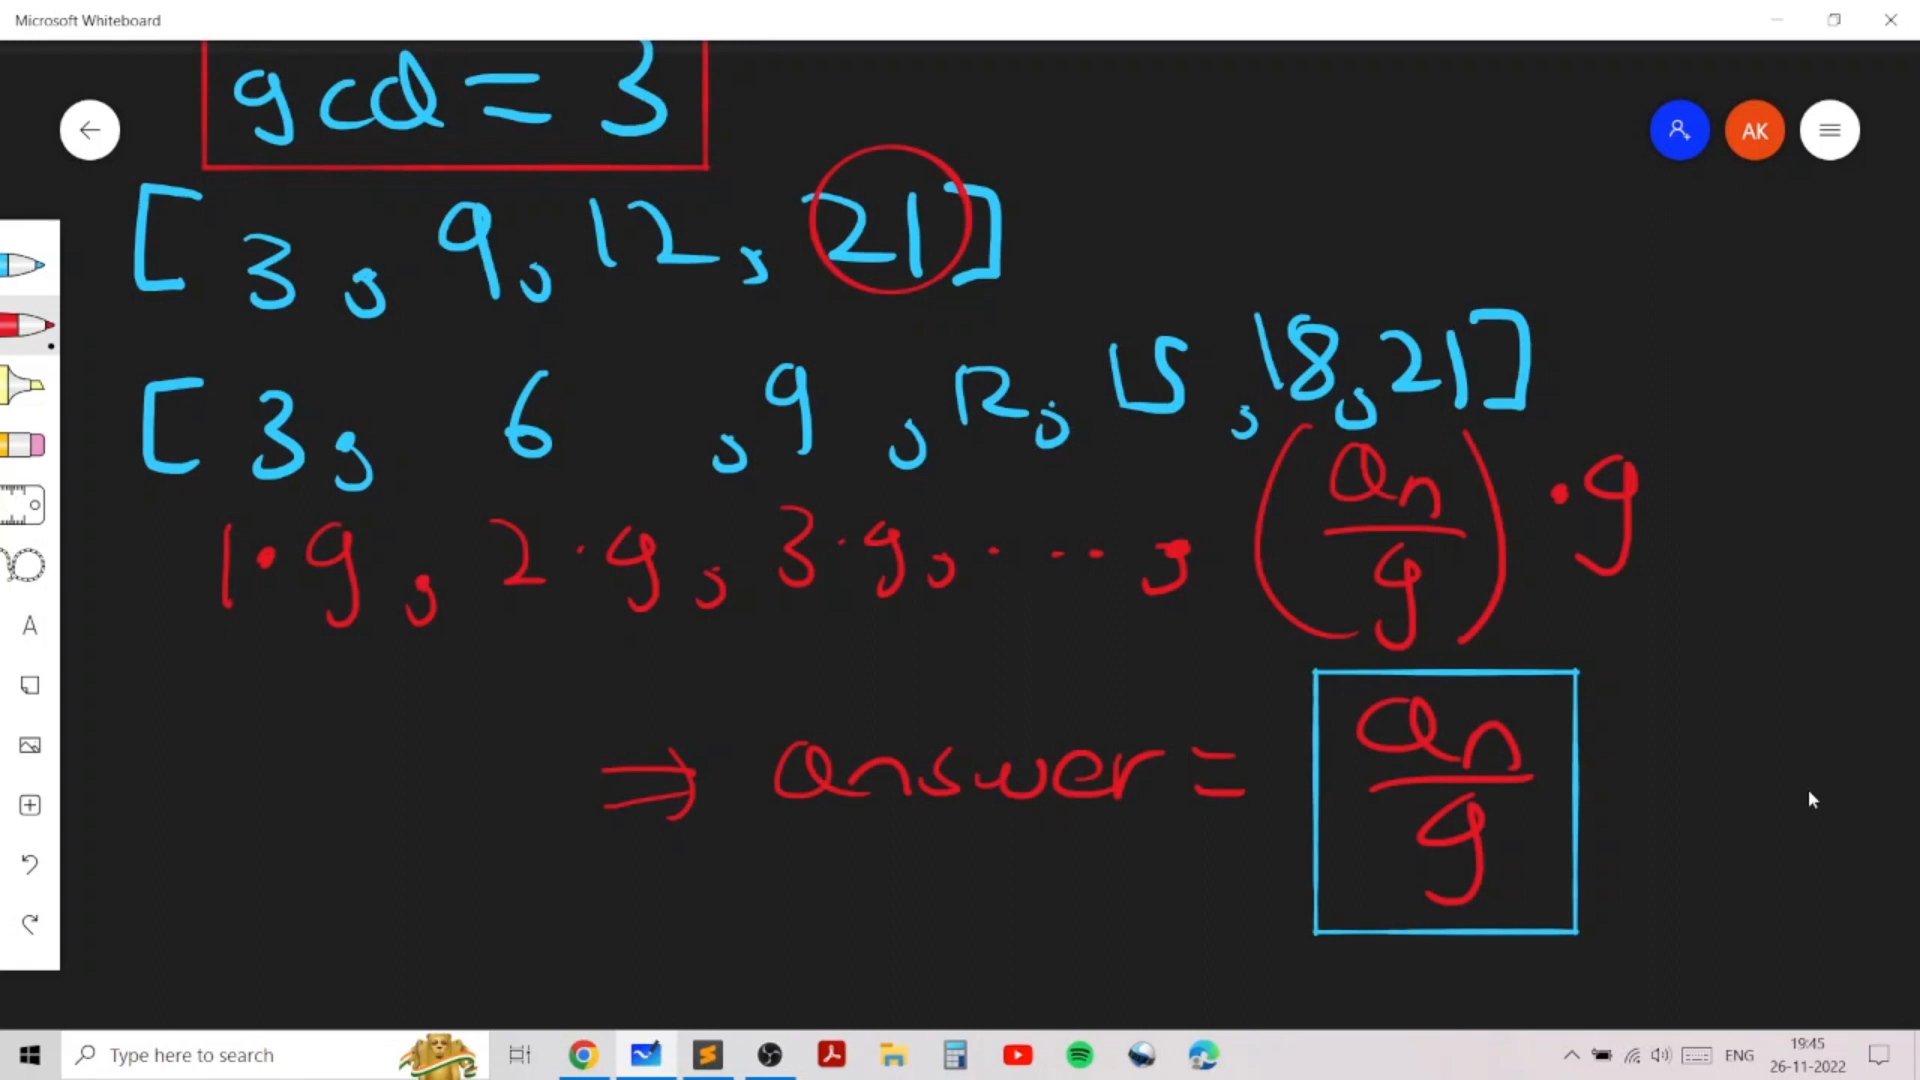 Microsoft Whiteboard
gcd = 3
AK
[3, 9, 12, 21]
[3, 6, 9, 12, 15, 18, 21]
1·g, 2·g, 3·g, ....., (an/g)·g
⇒ answer = an/g
A
Type here to search
ENG
19:45
26-11-2022